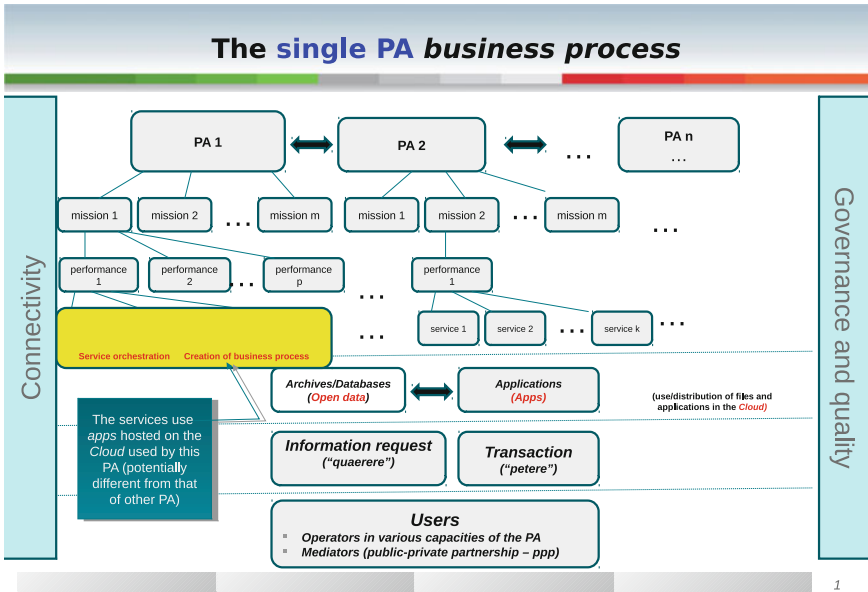 The single PA business process
PA 1
PA 2
...
PA n
...
mission 1
mission 2
...
mission m
mission 1
mission 2
...
mission m
...
performance
1
performance
2
...
performance
p
...
performance
1
Service orchestration
Creation of business process
...
service 1
service 2
...
service k
...
Connectivity
Governance and quality
Archives/Databases
(Open data)
Applications
(Apps)
(use/distribution of files and
applications in the Cloud)
The services use
apps hosted on the
Cloud used by this
PA (potentially
different from that
of other PA)
Information request
(“quaerere”)
Transaction
(“petere”)
Users
Operators in various capacities of the PA
Mediators (public-private partnership – ppp)
1